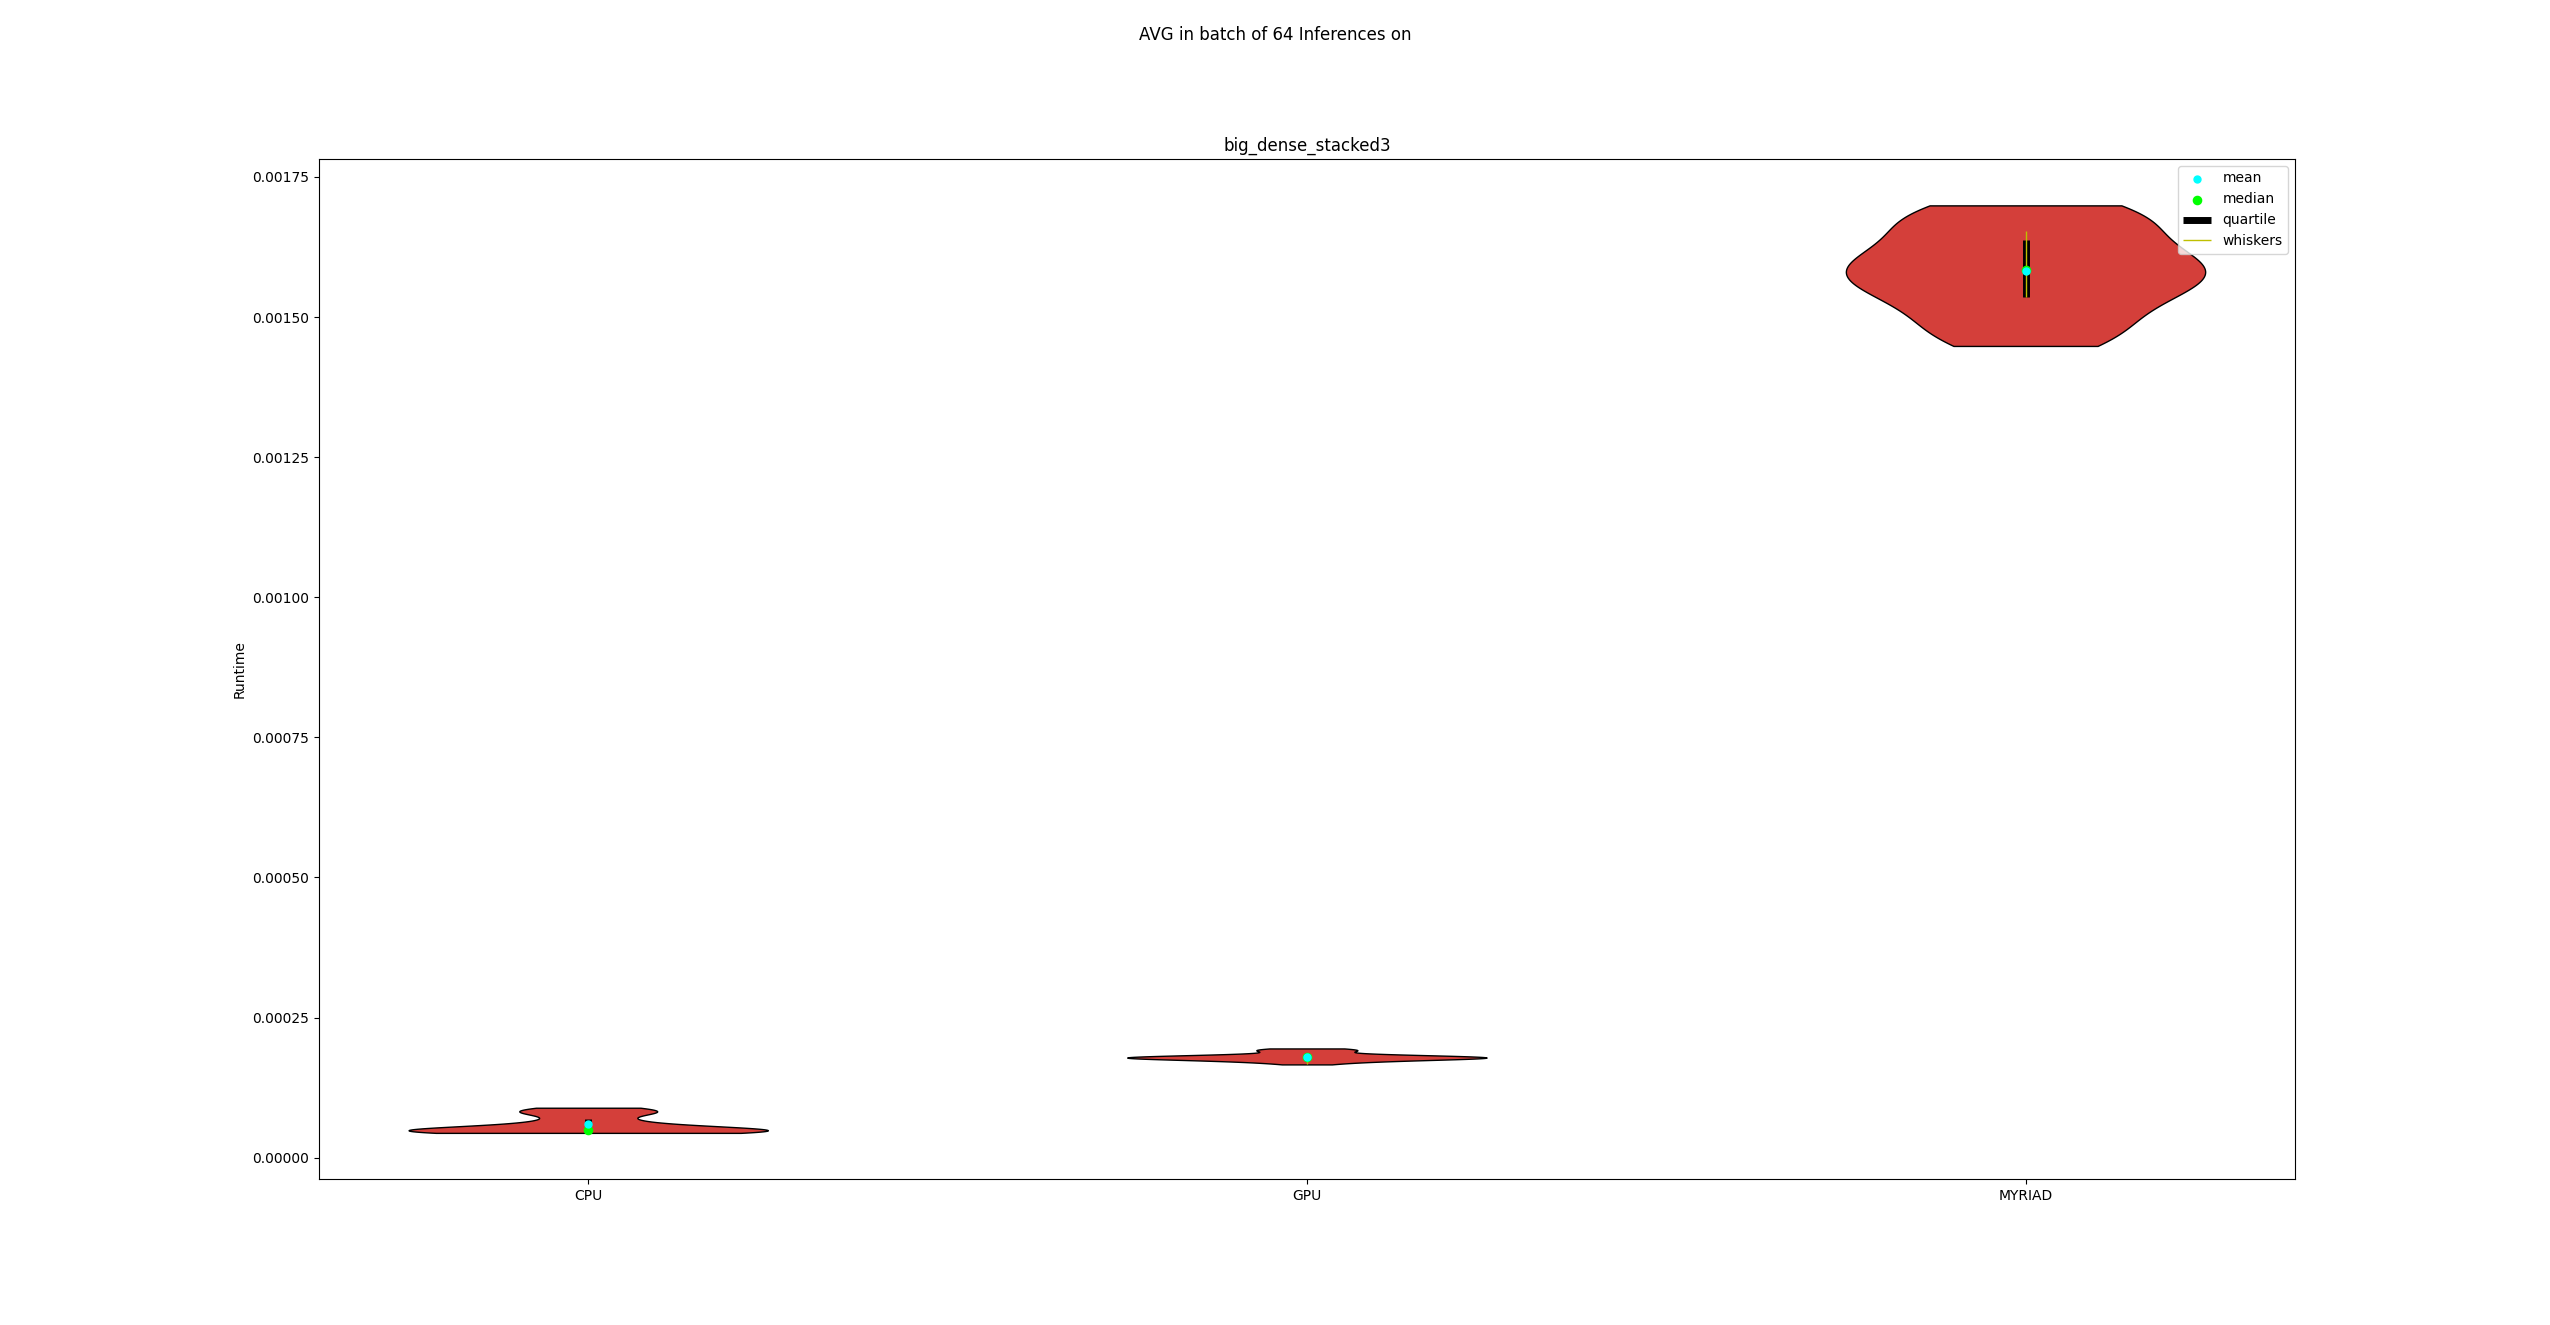 AVG in batch of 64 Inferences on
big_dense_stacked3
0.00175
0.00150
0.00125
0.00100
0.00075
0.00050
0.00025
0.00000
Runtime
mean
median
quartile
whiskers
CPU
GPU
MYRIAD